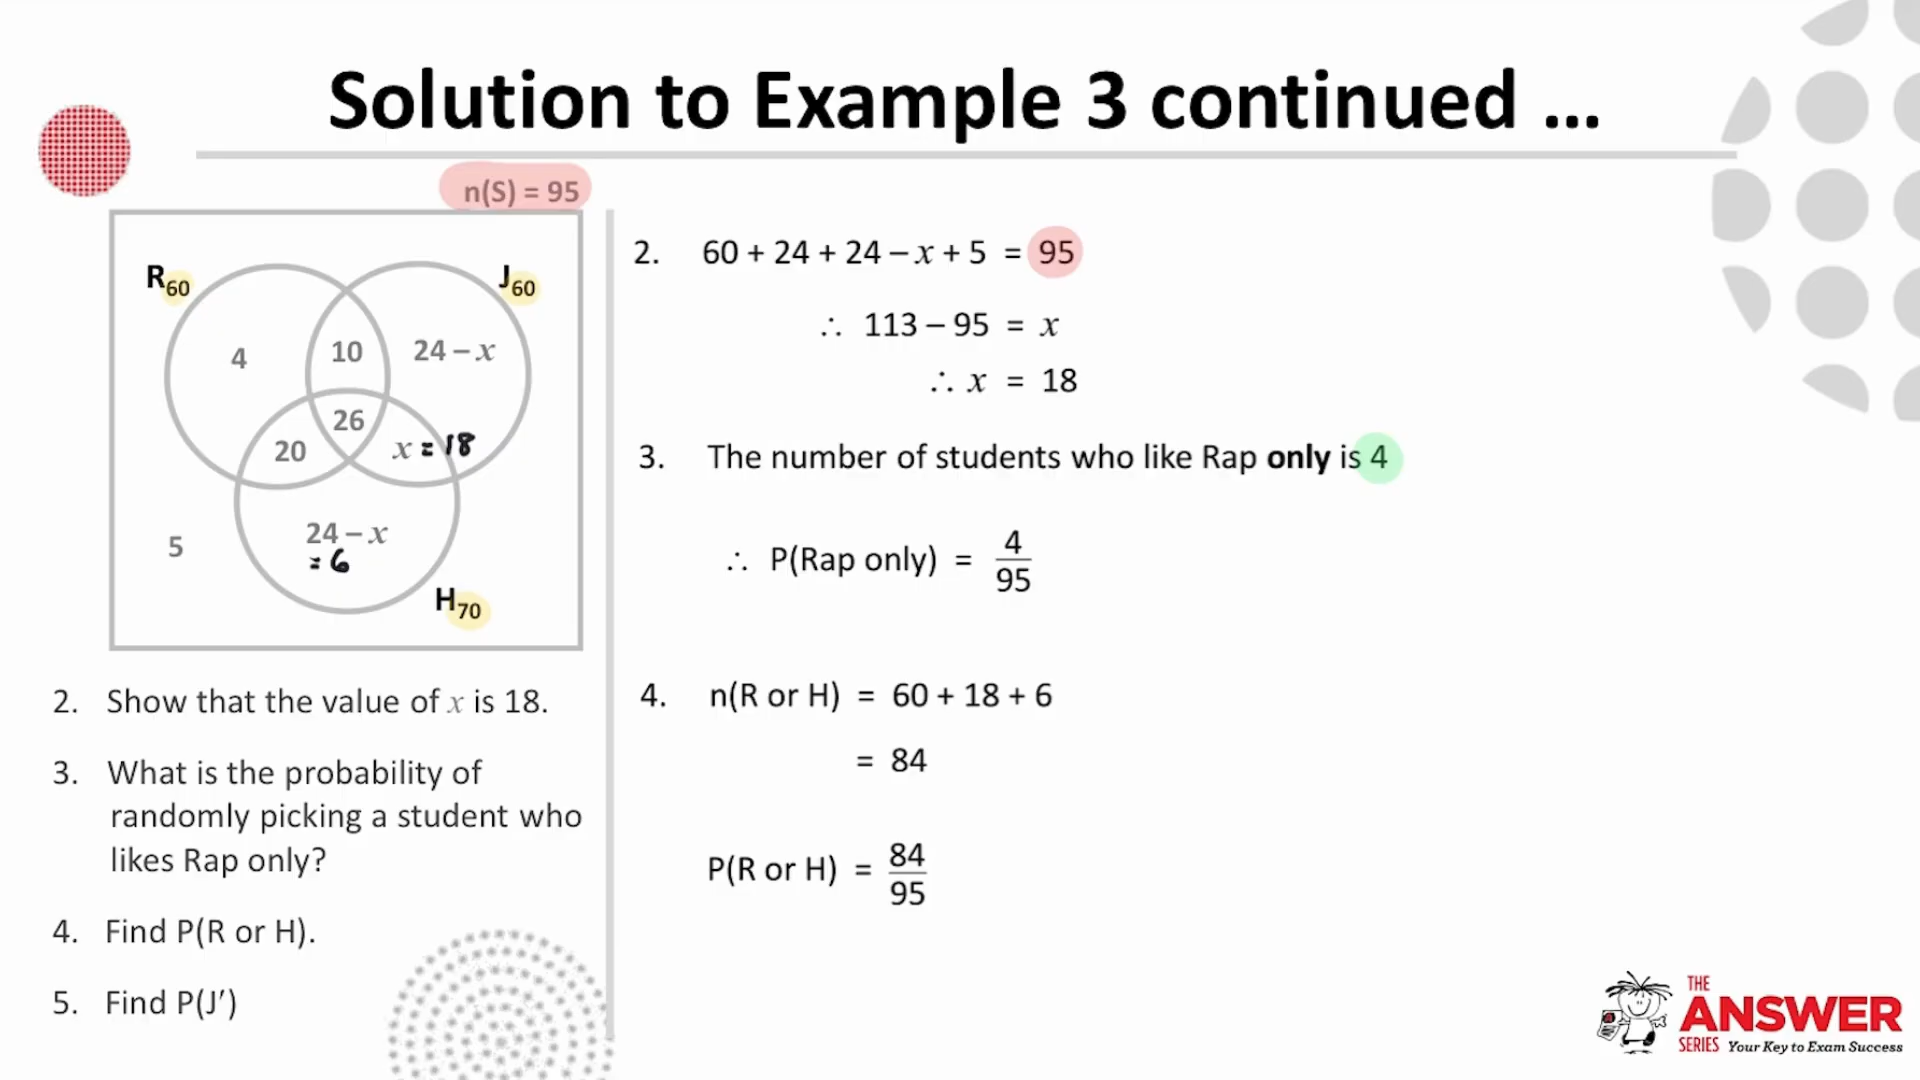 Solution to Example 3 continued ...
n(S) = 95
R60
J60
4
10
24 – x
26
20
x = 18
24 – x
= 6
5
H70
2. Show that the value of x is 18.
3. What is the probability of
randomly picking a student who
likes Rap only?
4. Find P(R or H).
5. Find P(J′)
2. 60 + 24 + 24 – x + 5 = 95
∴ 113 – 95 = x
∴ x = 18
3. The number of students who like Rap only is 4
∴ P(Rap only) = 4/95
4. n(R or H) = 60 + 18 + 6
= 84
P(R or H) = 84/95
THE
ANSWER
SERIES Your Key to Exam Success